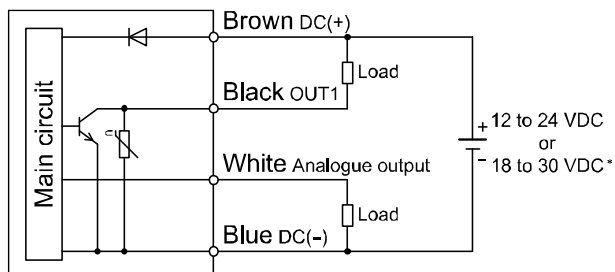 Brown DC(+)
Load
Black OUT1
Main circuit
U
+ 12 to 24 VDC
or
− 18 to 30 VDC*
White Analogue output
Load
Blue DC(−)